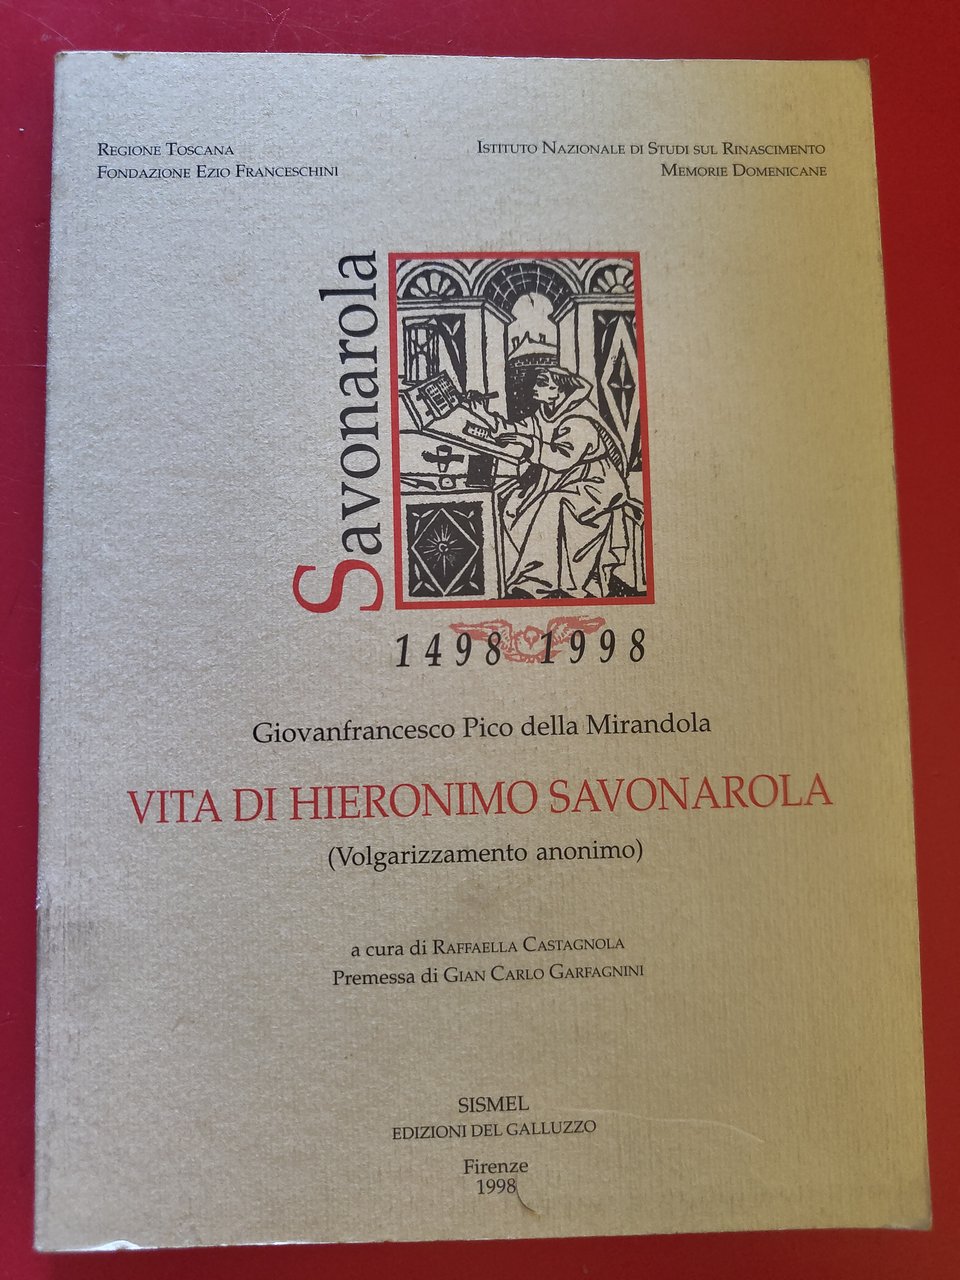 REGIONE TOSCANA
FONDAZIONE EZIO FRANCESCHINI
ISTITUTO NAZIONALE DI STUDI SUL RINASCIMENTO
MEMORIE DOMENICANE
Savonarola
1498 1998
Giovanfrancesco Pico della Mirandola
VITA DI HIERONIMO SAVONAROLA
(Volgarizzamento anonimo)
a cura di RAFFAELLA CASTAGNOLA
Premessa di GIAN CARLO GARFAGNINI
SISMEL
EDIZIONI DEL GALLUZZO
Firenze
1998